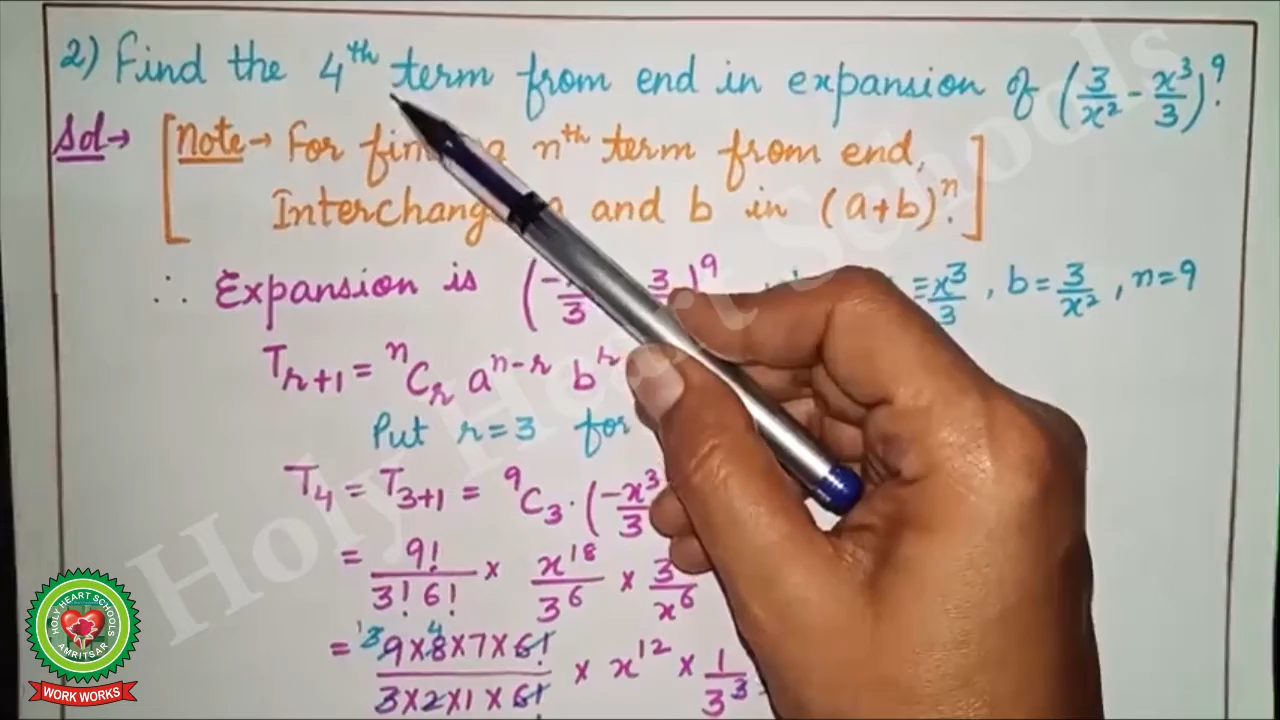 2) Find the 4th term from end in expansion of (3/x² - x³/3)⁹?
Sol→ [Note→ For nth term from end,
Interchange and b in (a+b)ⁿ.]
∴ Expansion is ( 3 )⁹ x³/3, b = 3/x², n=9
Tr+1 = ⁿCr aⁿ⁻ʳ bʳ
Put r=3 for
T4 = T3+1 = ⁹C3 · (-x³/3
= 9!/3!6! × x¹⁸/3⁶ × 3/x⁶
= 9×8×7×6!/3×2×1×6! × x¹² × 1/3³
Holy Heart Schools
HOLY HEART SCHOOLS
AMRITSAR
WORK WORKS